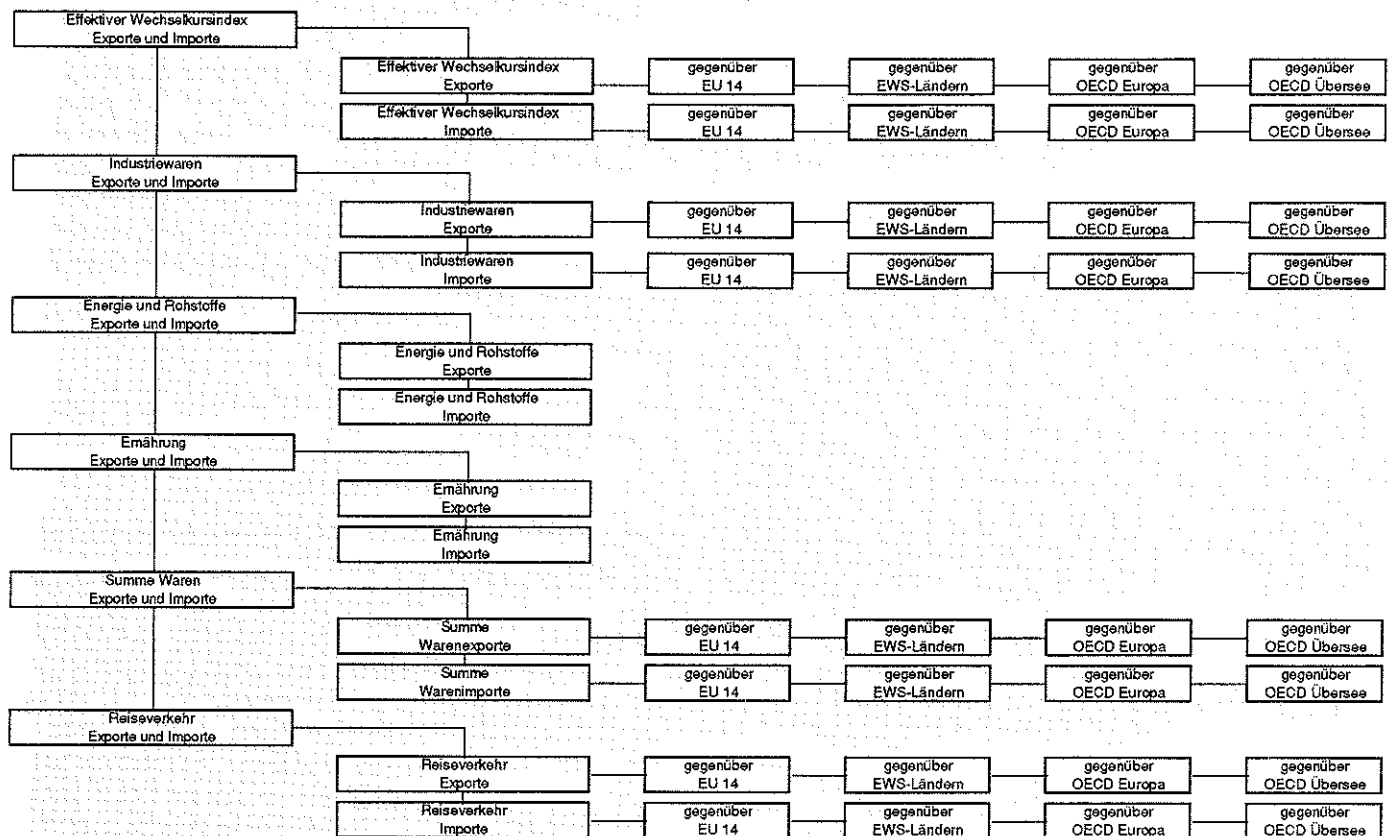 Effektiver Wechselkursindex
Exporte und Importe
Effektiver Wechselkursindex
Exporte
gegenüber
EU 14
gegenüber
EWS-Ländern
gegenüber
OECD Europa
gegenüber
OECD Übersee
Effektiver Wechselkursindex
Importe
gegenüber
EU 14
gegenüber
EWS-Ländern
gegenüber
OECD Europa
gegenüber
OECD Übersee
Industriewaren
Exporte und Importe
Industriewaren
Exporte
gegenüber
EU 14
gegenüber
EWS-Ländern
gegenüber
OECD Europa
gegenüber
OECD Übersee
Industriewaren
Importe
gegenüber
EU 14
gegenüber
EWS-Ländern
gegenüber
OECD Europa
gegenüber
OECD Übersee
Energie und Rohstoffe
Exporte und Importe
Energie und Rohstoffe
Exporte
Energie und Rohstoffe
Importe
Ernährung
Exporte und Importe
Ernährung
Exporte
Ernährung
Importe
Summe Waren
Exporte und Importe
Summe
Warenexporte
gegenüber
EU 14
gegenüber
EWS-Ländern
gegenüber
OECD Europa
gegenüber
OECD Übersee
Summe
Warenimporte
gegenüber
EU 14
gegenüber
EWS-Ländern
gegenüber
OECD Europa
gegenüber
OECD Übersee
Reiseverkehr
Exporte und Importe
Reiseverkehr
Exporte
gegenüber
EU 14
gegenüber
EWS-Ländern
gegenüber
OECD Europa
gegenüber
OECD Übersee
Reiseverkehr
Importe
gegenüber
EU 14
gegenüber
EWS-Ländern
gegenüber
OECD Europa
gegenüber
OECD Übersee